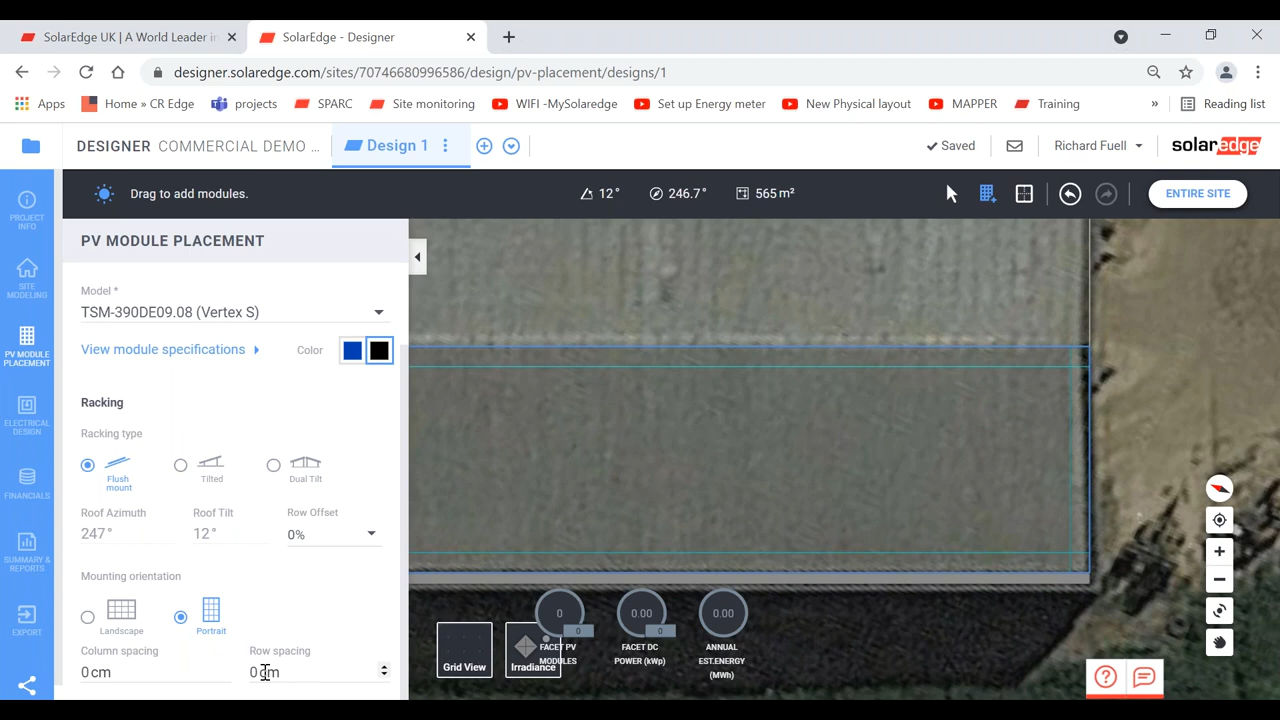 SolarEdge UK | A World Leader in
SolarEdge - Designer
designer.solaredge.com/sites/70746680996586/design/pv-placement/designs/1
Apps
Home » CR Edge
projects
SPARC
Site monitoring
WIFI -MySolaredge
Set up Energy meter
New Physical layout
MAPPER
Training
»
Reading list
DESIGNER COMMERCIAL DEMO ...
Design 1
Saved
Richard Fuell
solaredge
Drag to add modules.
12°
246.7°
565 m²
ENTIRE SITE
PROJECT
INFO
SITE
MODELING
PV MODULE
PLACEMENT
ELECTRICAL
DESIGN
FINANCIALS
SUMMARY &
REPORTS
EXPORT
PV MODULE PLACEMENT
Model *
TSM-390DE09.08 (Vertex S)
View module specifications
Color
Racking
Racking type
Flush
mount
Tilted
Dual Tilt
Roof Azimuth
Roof Tilt
Row Offset
247°
12°
0%
Mounting orientation
Landscape
Portrait
Column spacing
Row spacing
0 cm
0 cm
Grid View
Irradiance
0
0
FACET PV
MODULES
0.00
0
FACET DC
POWER (kWp)
0.00
ANNUAL
EST.ENERGY
(MWh)